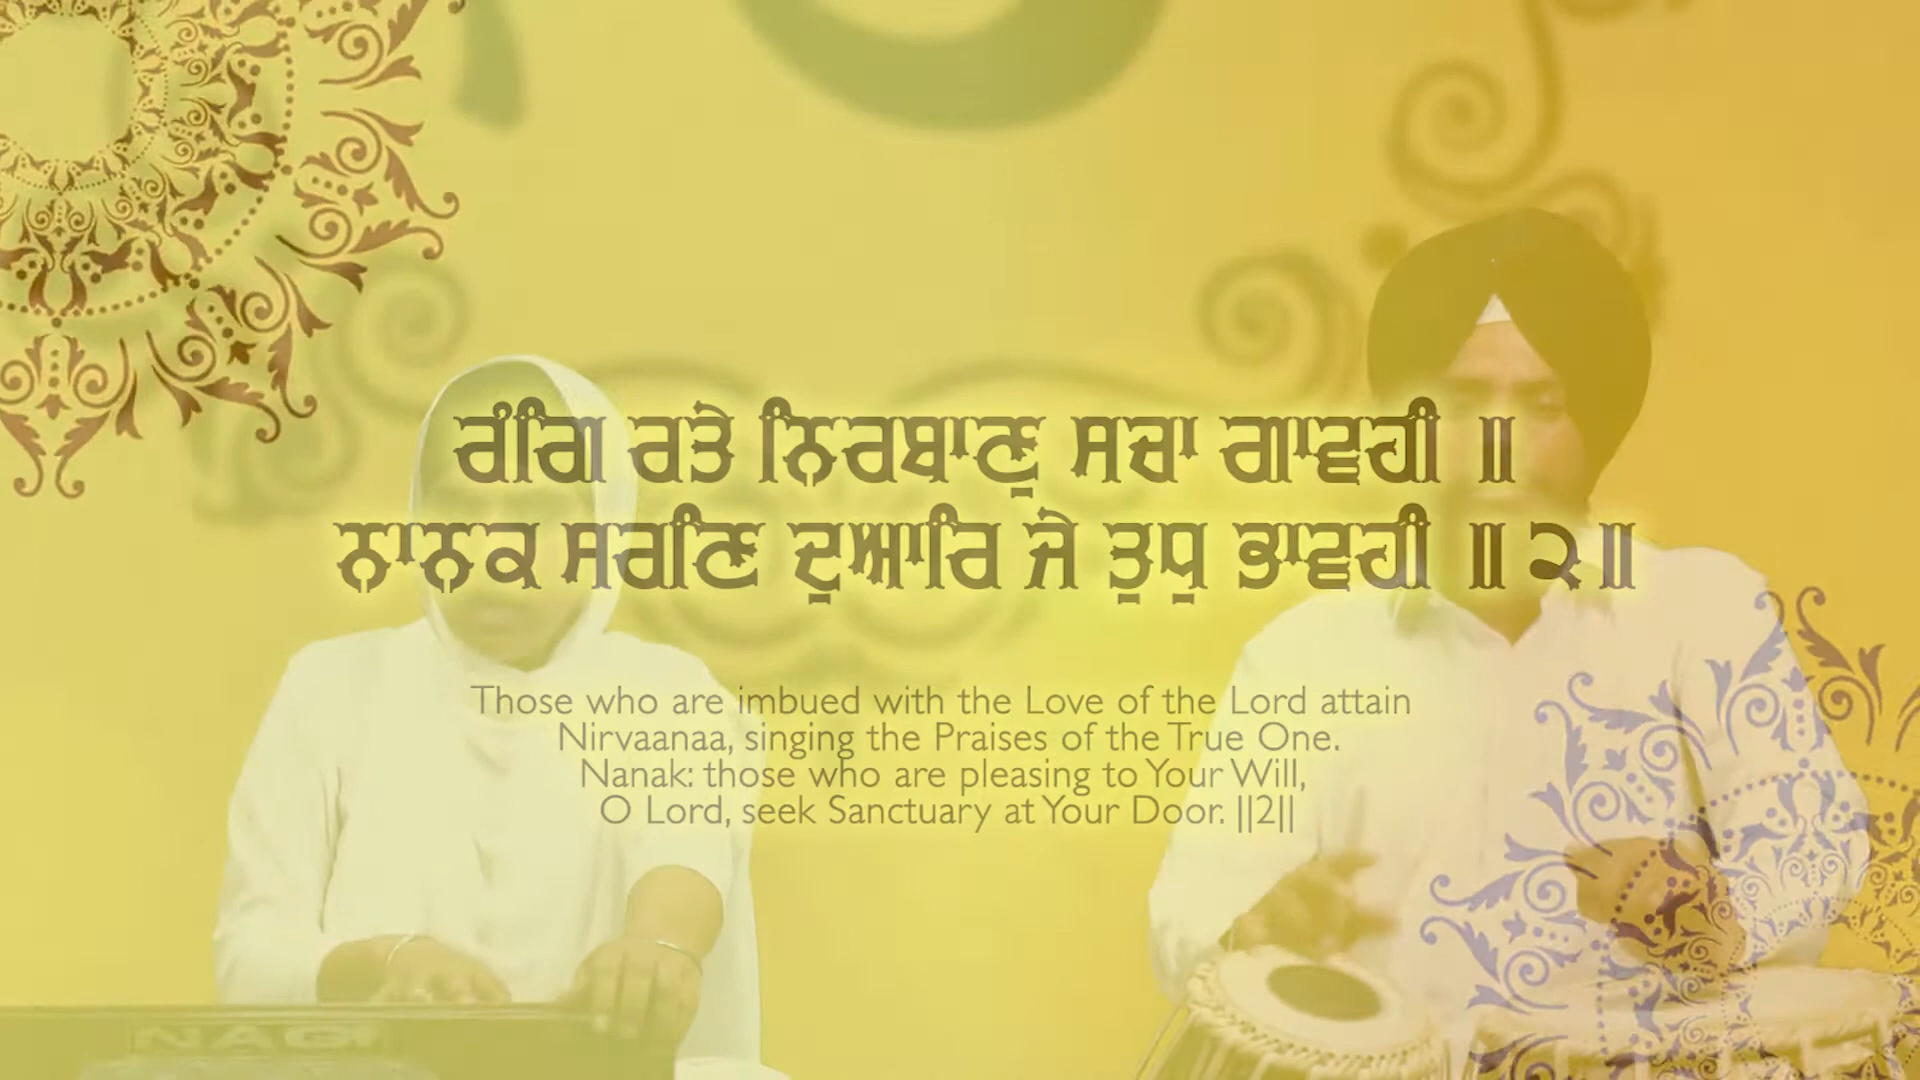 ਰੰਗਿ ਰਤੇ ਨਿਰਬਾਣੁ ਸਚਾ ਗਾਵਹੀ ॥
ਨਾਨਕ ਸਰਣਿ ਦੁਆਰਿ ਜੇ ਤੁਧੁ ਭਾਵਹੀ ॥੨॥
Those who are imbued with the Love of the Lord attain
Nirvaanaa, singing the Praises of the True One.
Nanak: those who are pleasing to Your Will,
O Lord, seek Sanctuary at Your Door. ||2||
NAGI